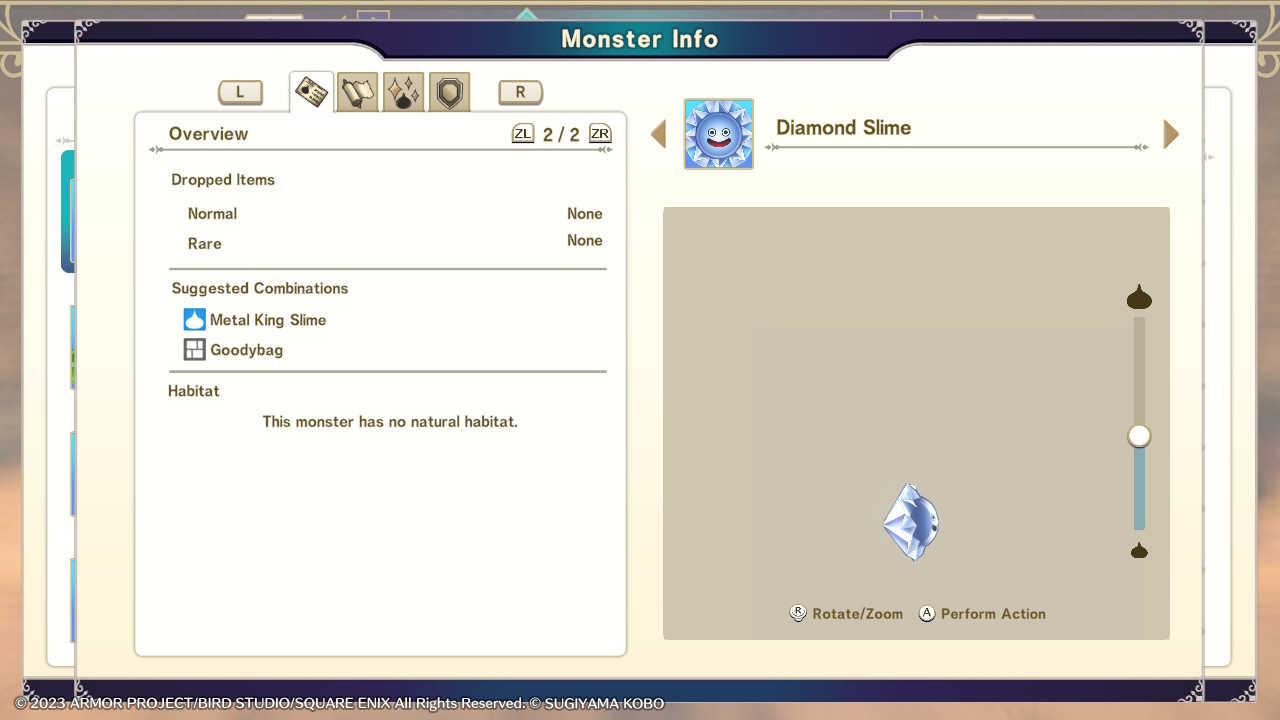 Monster Info
L
R
Overview
ZL 2 / 2 ZR
Dropped Items
Normal None
Rare None
Suggested Combinations
Metal King Slime
Goodybag
Habitat
This monster has no natural habitat.
Diamond Slime
R Rotate/Zoom A Perform Action
© 2023 ARMOR PROJECT/BIRD STUDIO/SQUARE ENIX All Rights Reserved. © SUGIYAMA KOBO